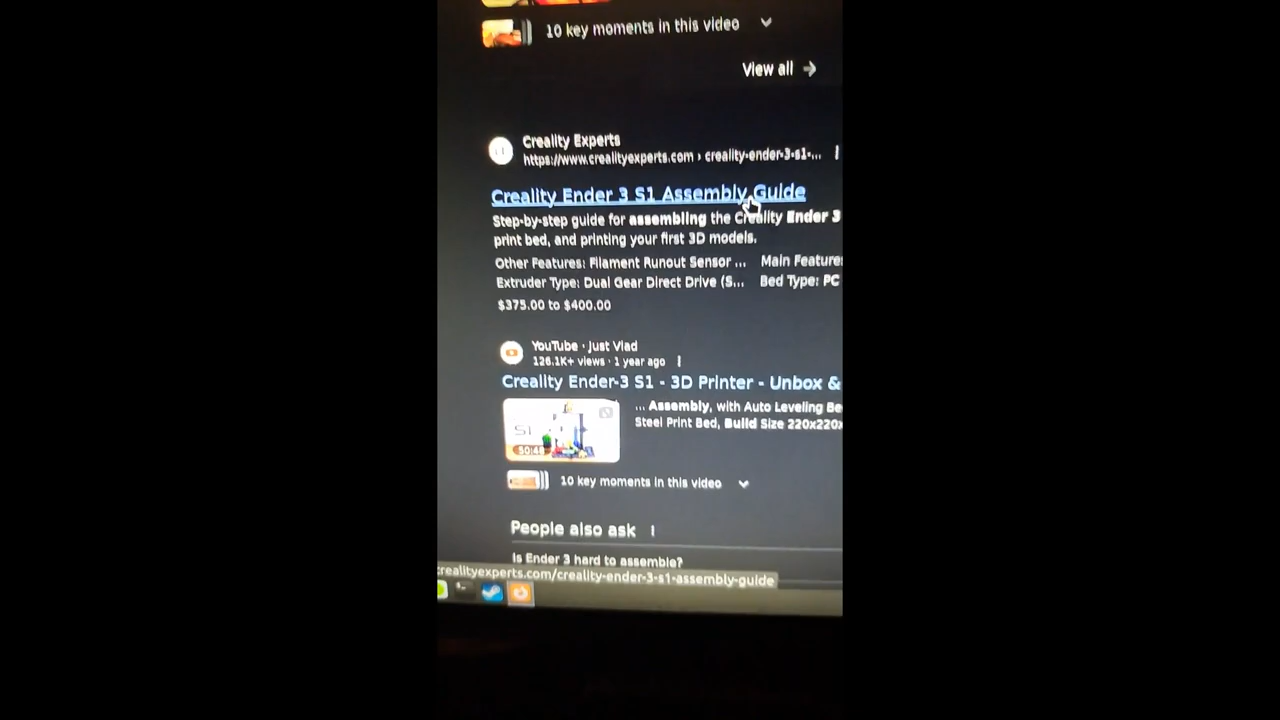 10 key moments in this video
View all →
Creality Experts
https://www.crealityexperts.com › creality-ender-3-s1-...
Creality Ender 3 S1 Assembly Guide
Step-by-step guide for assembling the Creality Ender 3
print bed, and printing your first 3D models.
Other Features: Filament Runout Sensor ... Main Feature
Extruder Type: Dual Gear Direct Drive (S... Bed Type: PC
$375.00 to $400.00
YouTube · Just Vlad
126.1K+ views · 1 year ago
Creality Ender-3 S1 - 3D Printer - Unbox &
... Assembly, with Auto Leveling Be
Steel Print Bed, Build Size 220x220x
S1
10 key moments in this video
People also ask
Is Ender 3 hard to assemble?
crealityexperts.com/creality-ender-3-s1-assembly-guide